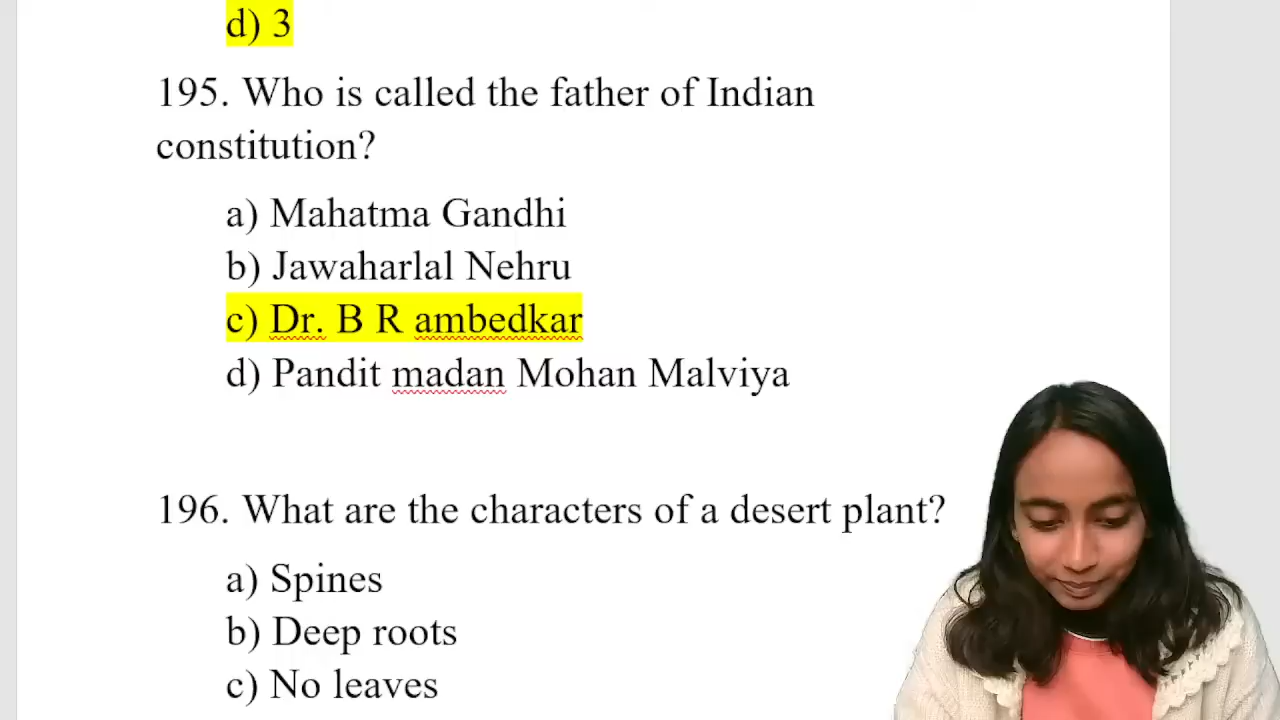 d) 3
195. Who is called the father of Indian
constitution?
a) Mahatma Gandhi
b) Jawaharlal Nehru
c) Dr. B R ambedkar
d) Pandit madan Mohan Malviya
196. What are the characters of a desert plant?
a) Spines
b) Deep roots
c) No leaves